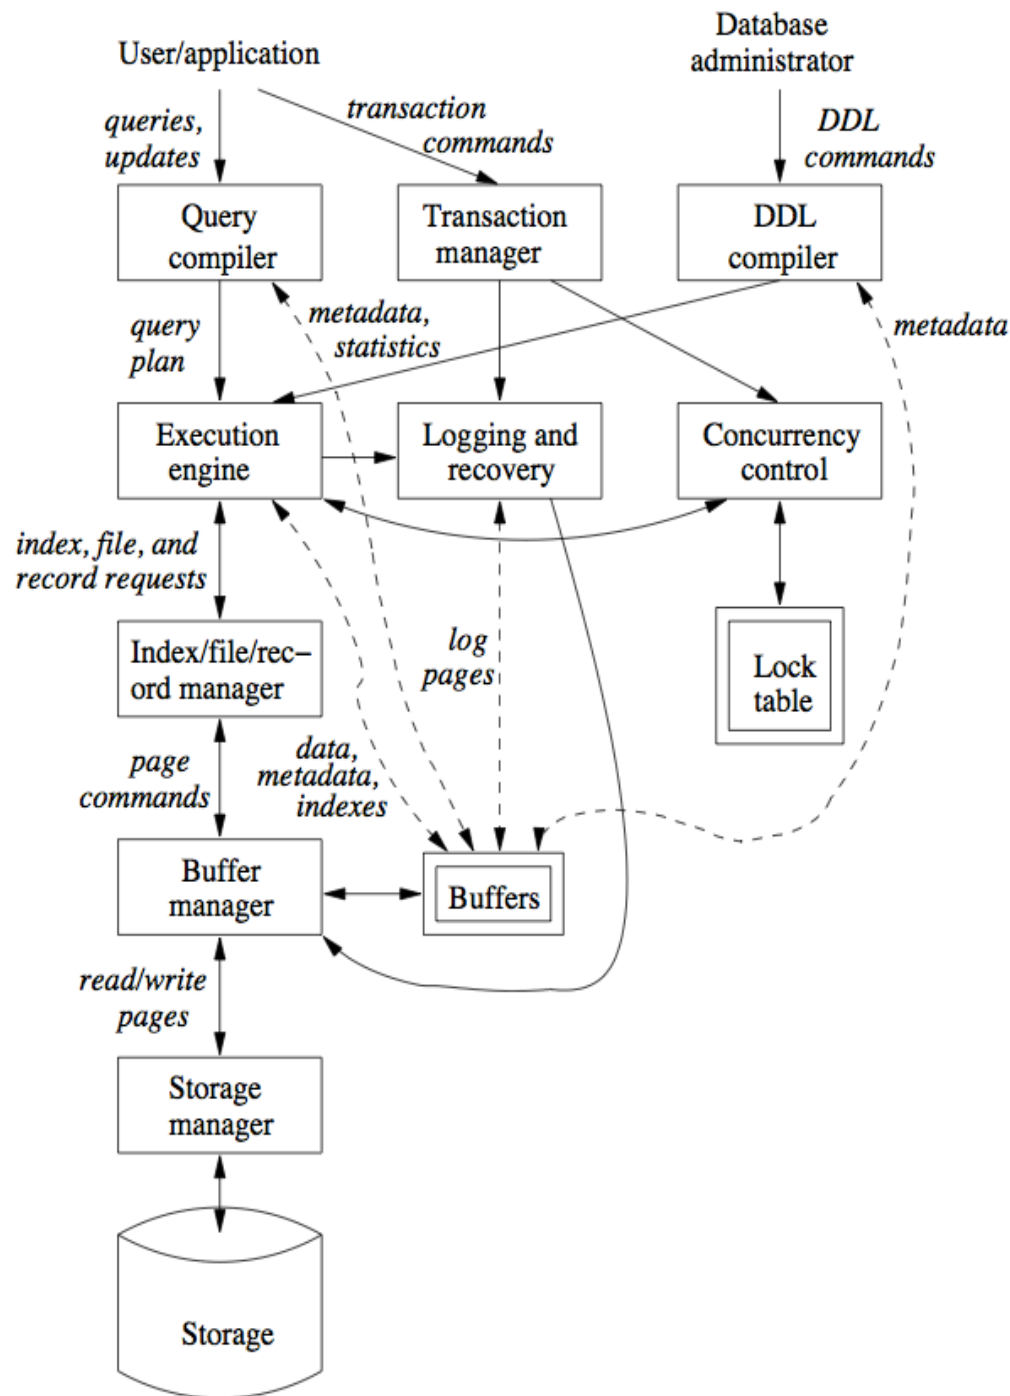 User/application
Database
administrator
queries,
updates
transaction
commands
DDL
commands
Query
compiler
Transaction
manager
DDL
compiler
query
plan
metadata,
statistics
metadata
Execution
engine
Logging and
recovery
Concurrency
control
index, file, and
record requests
Index/file/rec–
ord manager
log
pages
Lock
table
page
commands
data,
metadata,
indexes
Buffer
manager
Buffers
read/write
pages
Storage
manager
Storage